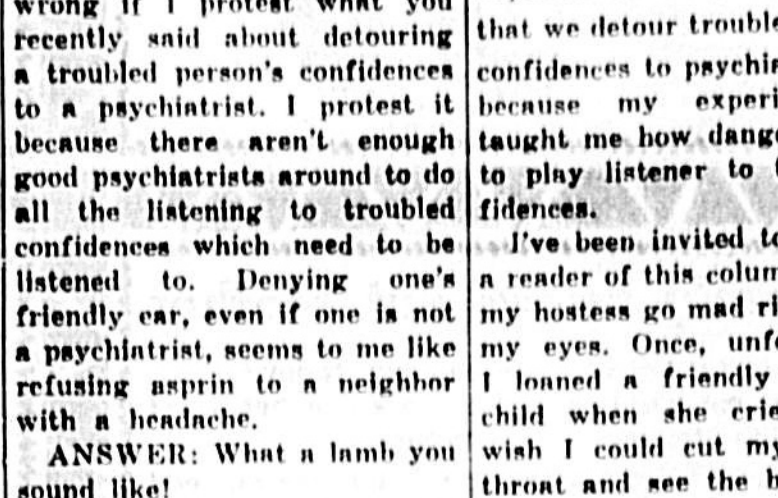 wrong if I protest what you
recently said about detouring
a troubled person's confidences
to a psychiatrist. I protest it
because there aren't enough
good psychiatrists around to do
all the listening to troubled
confidences which need to be
listened to. Denying one's
friendly ear, even if one is not
a psychiatrist, seems to me like
refusing asprin to a neighbor
with a headache.
ANSWER: What a lamb you
sound like!
that we detour trouble
confidences to psychia
because my experi
taught me how dange
to play listener to
fidences.
I've been invited to
a reader of this colum
my hostess go mad ri
my eyes. Once, unfo
I loaned a friendly
child when she crie
wish I could cut my
throat and see the